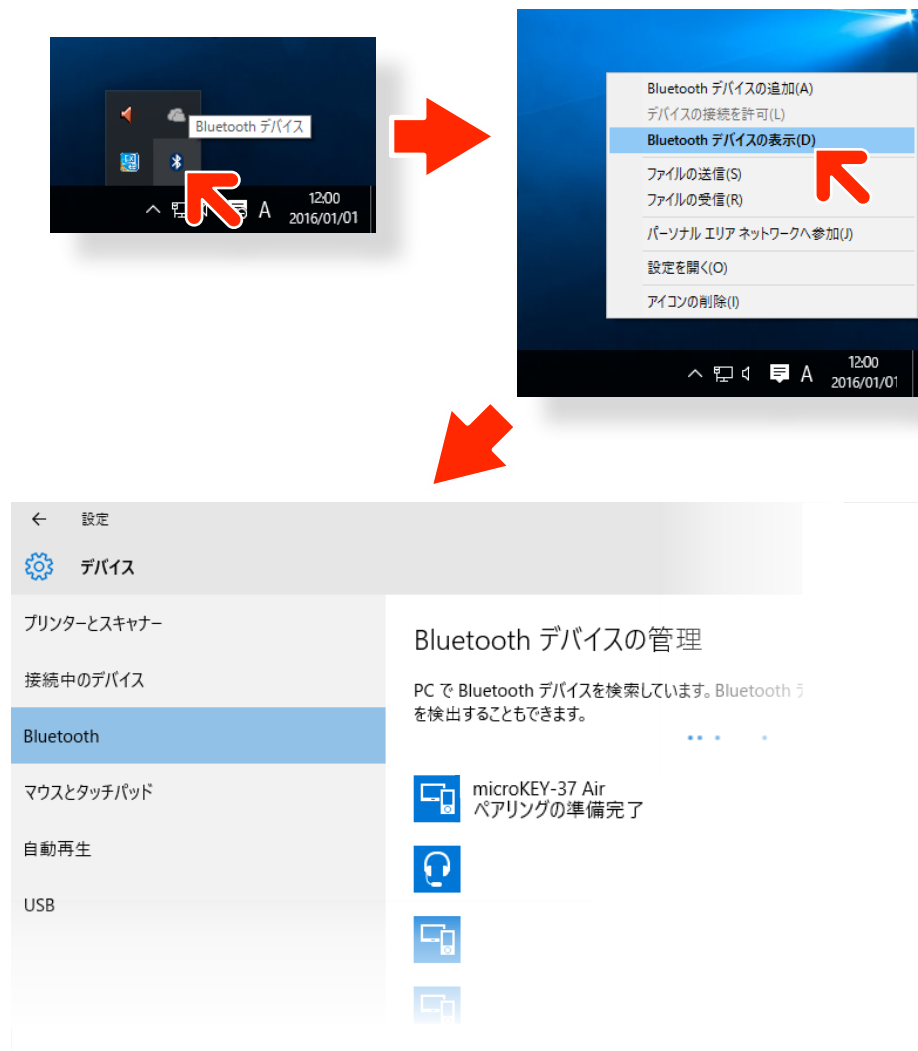 Bluetooth デバイス
A
12:00
2016/01/01
Bluetooth デバイスの追加(A)
デバイスの接続を許可(L)
Bluetooth デバイスの表示(D)
ファイルの送信(S)
ファイルの受信(R)
パーソナル エリア ネットワークへ参加(J)
設定を開く(O)
アイコンの削除(I)
A
12:00
2016/01/01
設定
デバイス
プリンターとスキャナー
接続中のデバイス
Bluetooth
マウスとタッチパッド
自動再生
USB
Bluetooth デバイスの管理
PC で Bluetooth デバイスを検索しています。Bluetooth デ
を検出することもできます。
microKEY-37 Air
ペアリングの準備完了